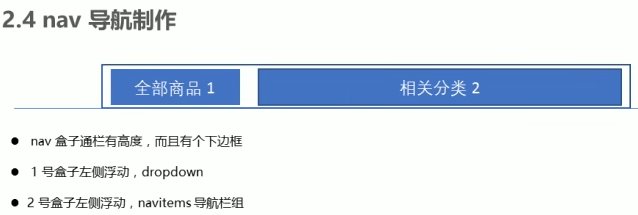 2.4 nav 导航制作
全部商品 1
相关分类 2
● nav 盒子通栏有高度，而且有个下边框
● 1 号盒子左侧浮动，dropdown
● 2 号盒子左侧浮动，navitems 导航栏组